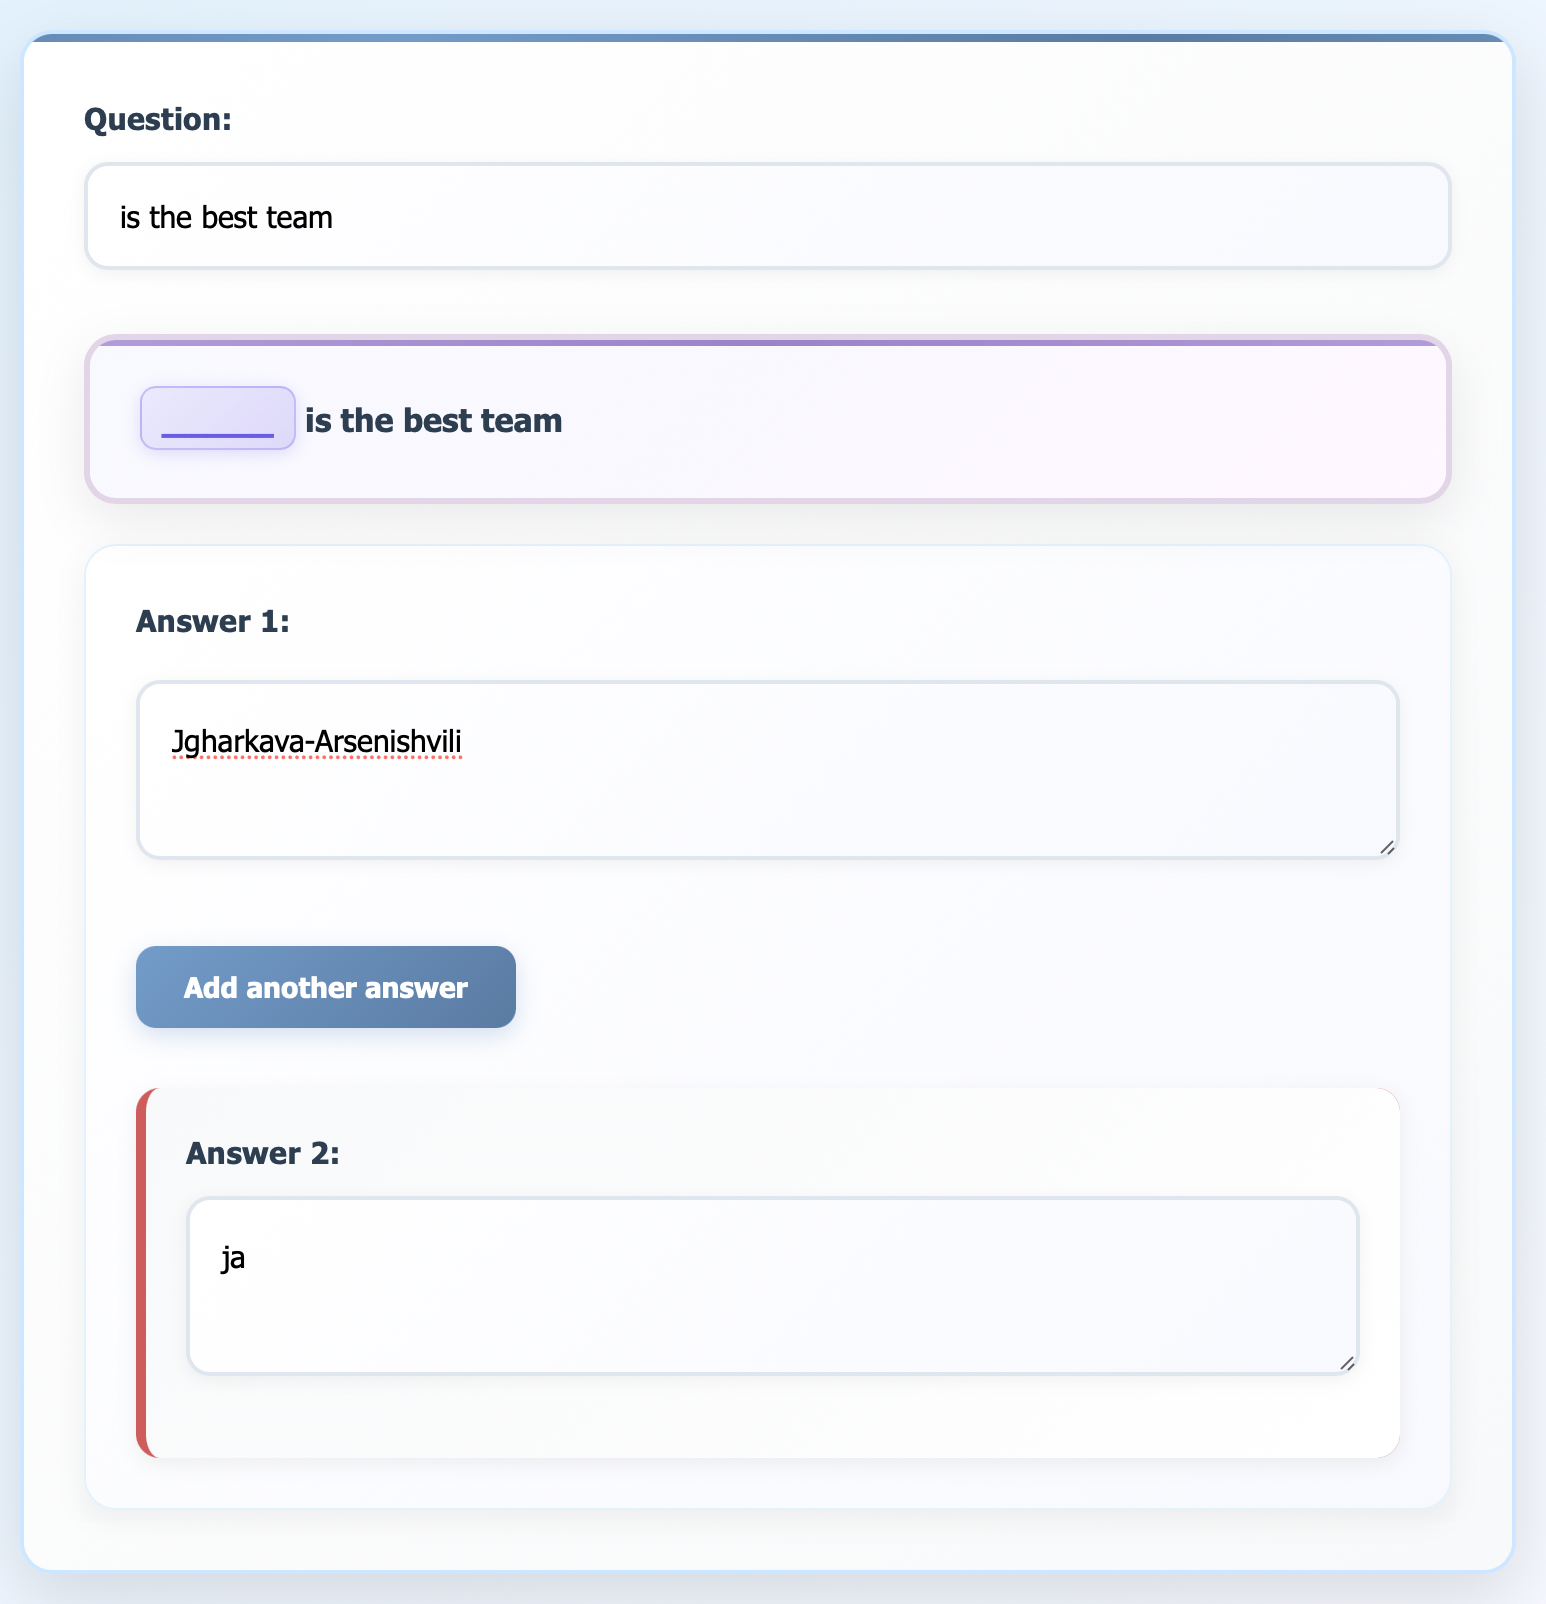 Question:
is the best team
________ is the best team
Answer 1:
Jgharkava-Arsenishvili
Add another answer
Answer 2:
ja